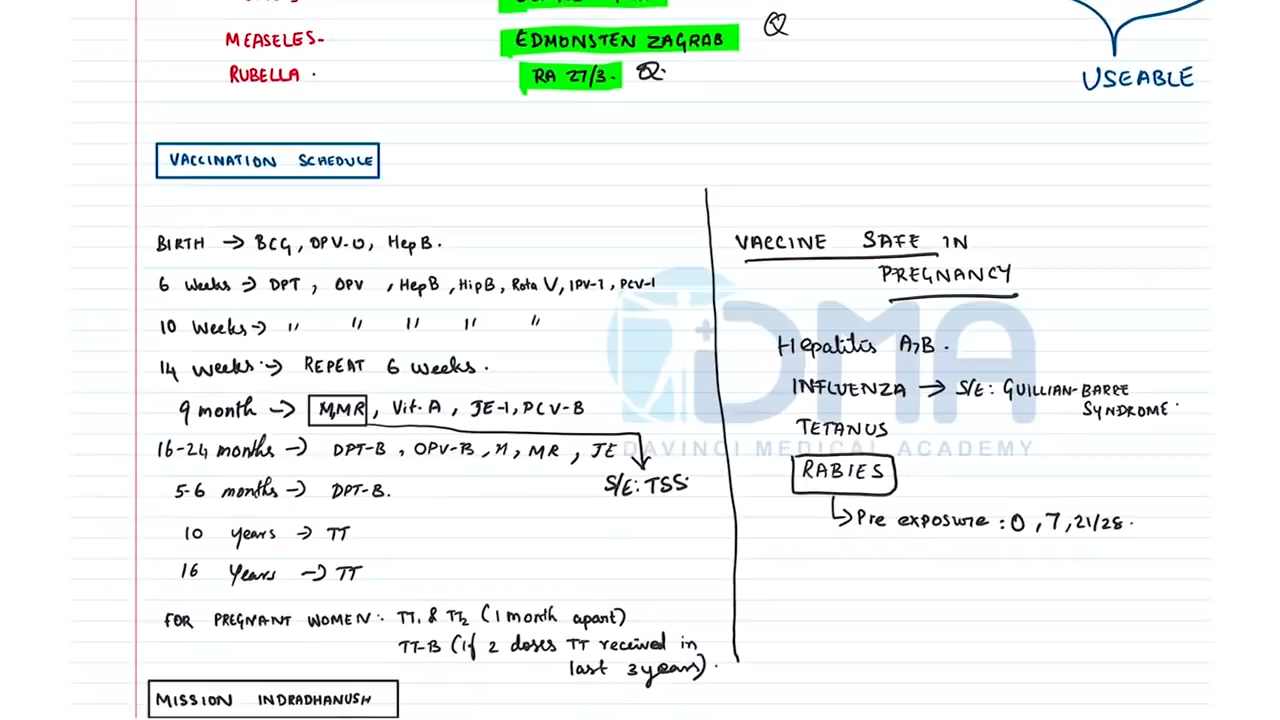 MEASELES-   EDMONSTEN ZAGRAB   Q
RUBELLA ·   RA 27/3.   Q.
USEABLE
VACCINATION SCHEDULE
BIRTH → BCG, OPV-0, HepB.
6 weeks → DPT, OPV, HepB, HipB, Rota V, IPV-1, PCV-1
10 weeks → " " " " "
14 weeks → REPEAT 6 weeks.
9 month → MMR, Vit. A, JE-1, PCV-B
16-24 months → DPT-B, OPV-B, M, MR, JE
S/E: TSS
5-6 months → DPT-B.
10 years → TT
16 years → TT
FOR PREGNANT WOMEN: TT1 & TT2 (1 month apart)
TT-B (if 2 doses TT received in
last 3 years).
MISSION INDRADHANUSH
VACCINE SAFE IN
PREGNANCY
Hepatitis A,B.
INFLUENZA → S/E: GUILLIAN-BARRE
SYNDROME.
TETANUS
RABIES
Pre exposure: 0, 7, 21/28.
DMA
DAVINCI MEDICAL ACADEMY